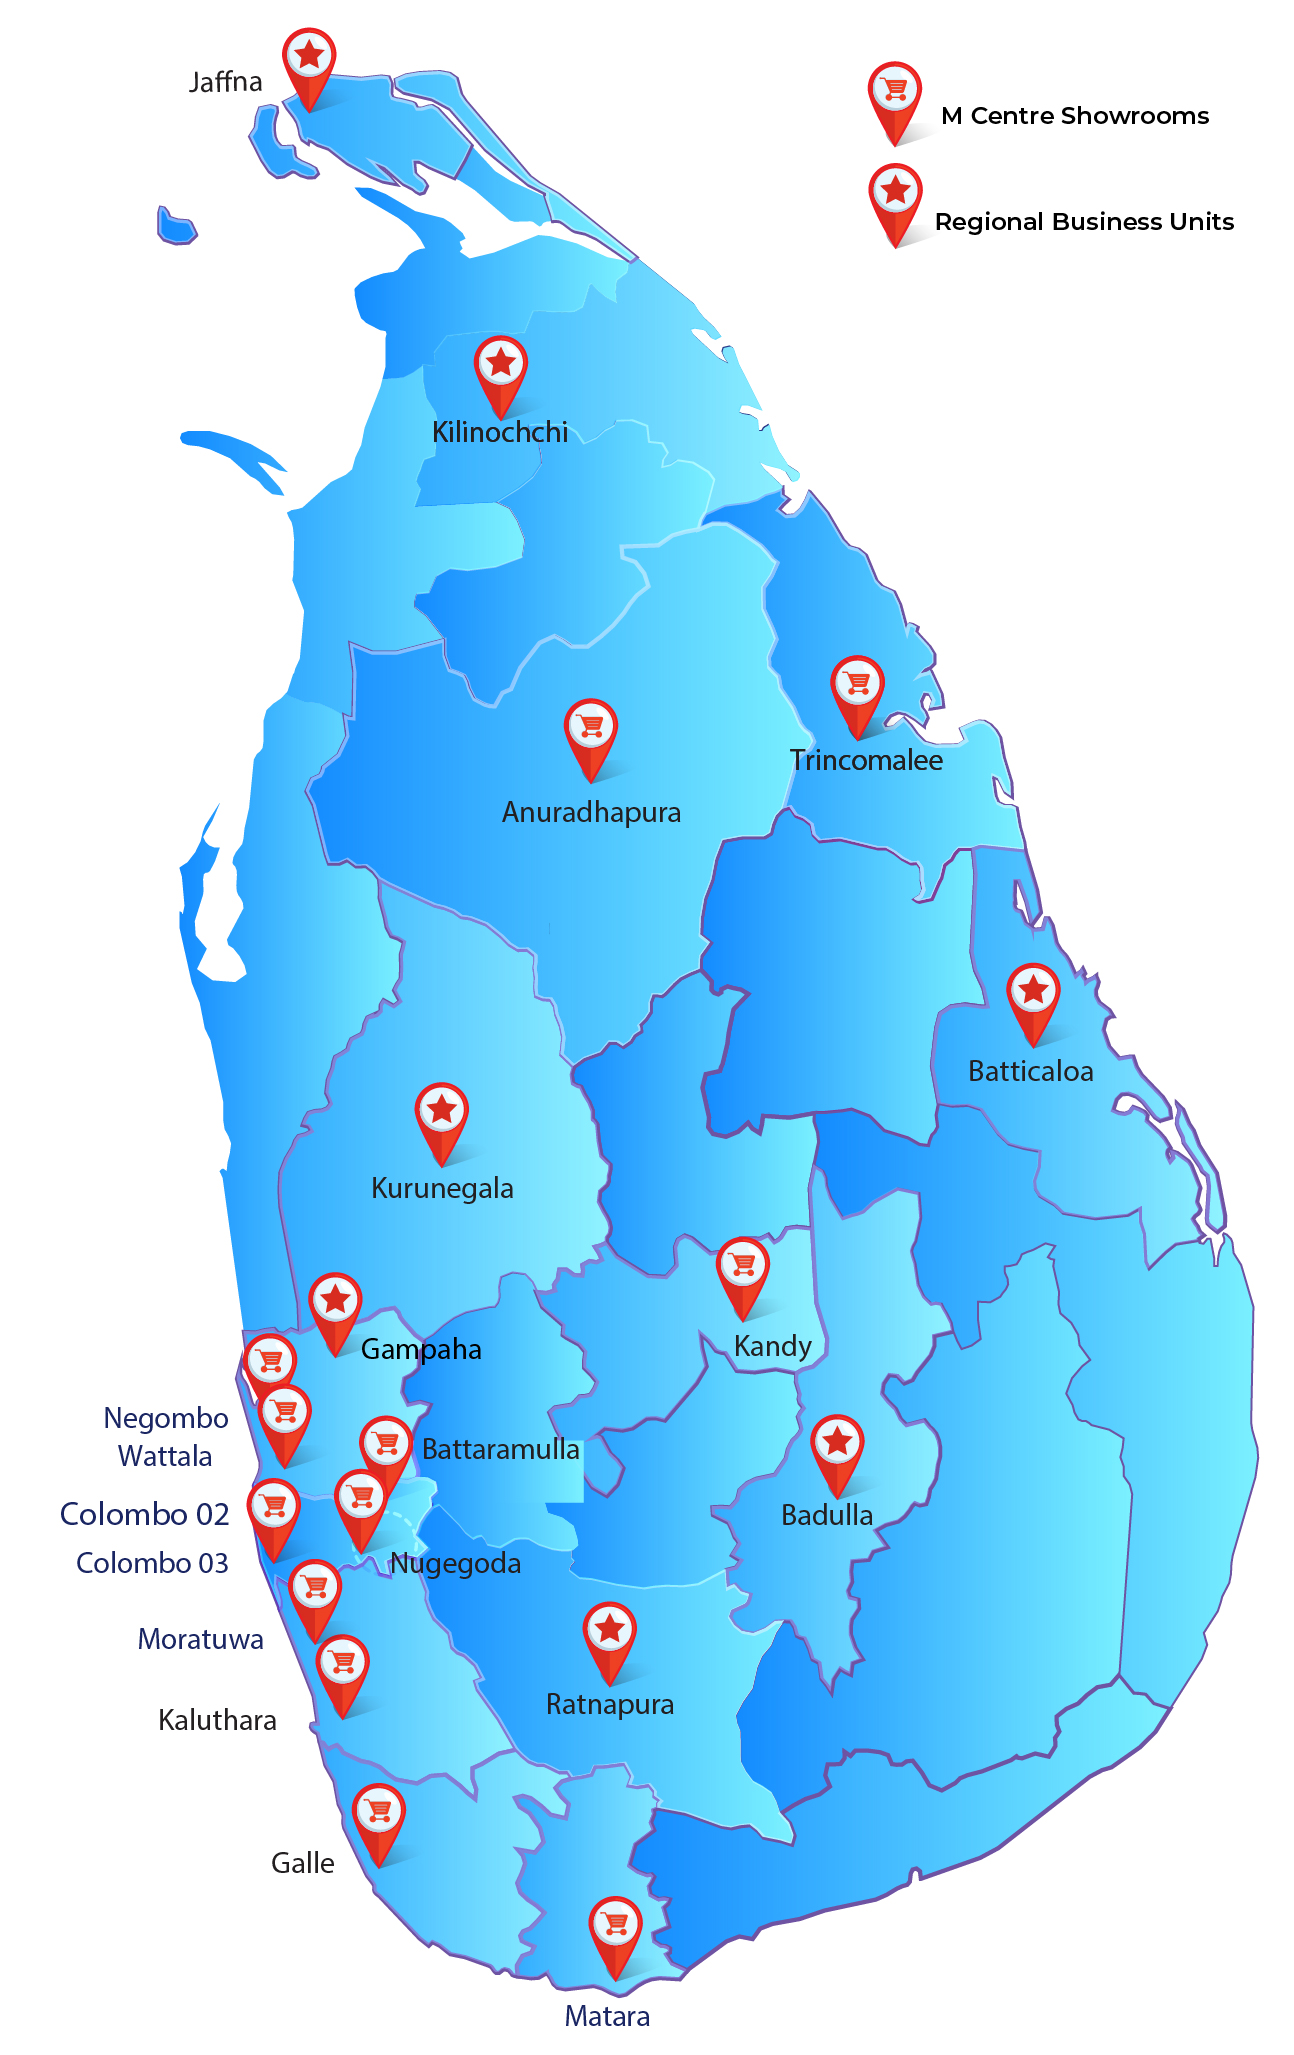 Jaffna
M Centre Showrooms
Regional Business Units
Kilinochchi
Trincomalee
Anuradhapura
Batticaloa
Kurunegala
Kandy
Gampaha
Negombo
Wattala
Battaramulla
Colombo 02
Badulla
Colombo 03
Nugegoda
Moratuwa
Ratnapura
Kaluthara
Galle
Matara